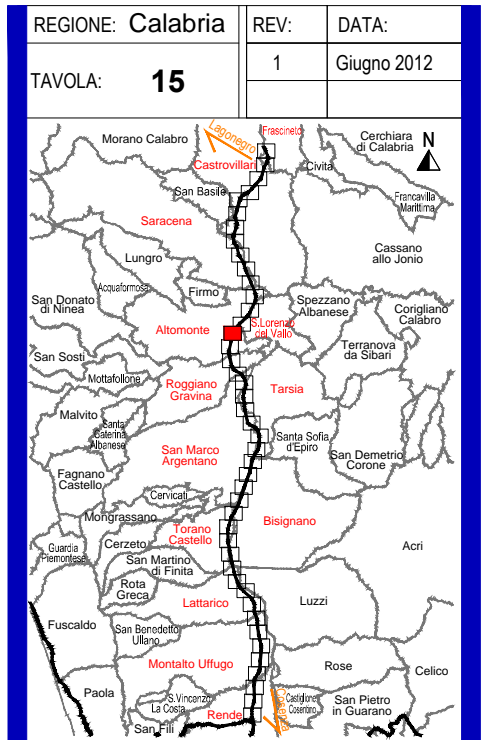 REGIONE: Calabria
REV:
DATA:
TAVOLA: 15
1
Giugno 2012
Lagonegro
Frascineto
Morano Calabro
Cerchiara
di Calabria
N
Castrovillari
Civita
San Basile
Francavilla
Marittima
Saracena
Cassano
allo Jonio
Lungro
Acquaformosa
Firmo
San Donato
di Ninea
Spezzano
Albanese
Corigliano
Calabro
Altomonte
S.Lorenzo
del Vallo
Terranova
da Sibari
San Sosti
Mottafollone
Roggiano
Gravina
Tarsia
Malvito
Santa
Caterina
Albanese
Santa Sofia
d'Epiro
San Marco
Argentano
San Demetrio
Corone
Fagnano
Castello
Cervicati
Mongrassano
Bisignano
Torano
Castello
Cerzeto
Acri
Guardia
Piemontese
San Martino
di Finita
Rota
Greca
Lattarico
Luzzi
Fuscaldo
San Benedetto
Ullano
Montalto Uffugo
Rose
Celico
Paola
S.Vincenzo
La Costa
Cosenza
Castiglione
Cosentino
San Pietro
in Guarano
Rende
San Fili